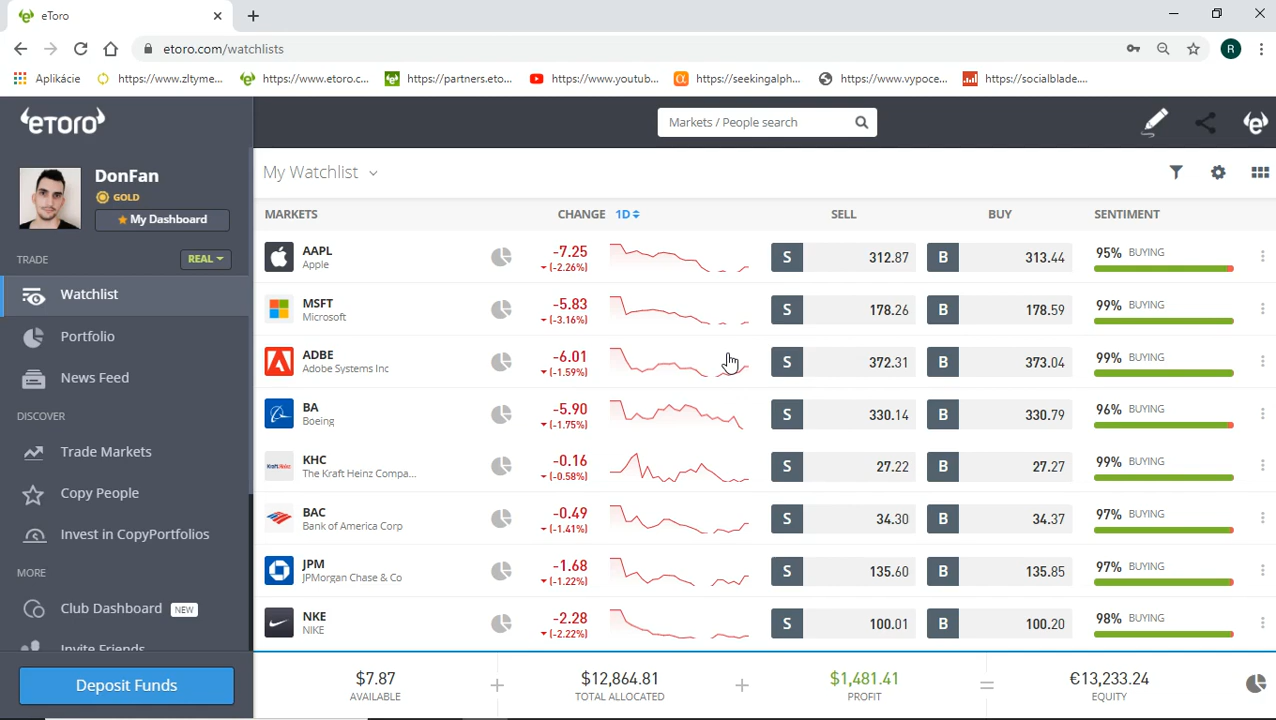 eToro
etoro.com/watchlists
R
Aplikácie https://www.zltyme... https://www.etoro.c... https://partners.eto... https://www.youtub... https://seekingalph... https://www.vypoce... https://socialblade....
eToro
Markets / People search
DonFan
GOLD
My Dashboard
TRADE REAL
Watchlist
Portfolio
News Feed
DISCOVER
Trade Markets
Copy People
Invest in CopyPortfolios
MORE
Club Dashboard NEW
Invite Friends
Deposit Funds
My Watchlist
MARKETS CHANGE 1D SELL BUY SENTIMENT
AAPL -7.25 S 312.87 B 313.44 95% BUYING
Apple (-2.26%)
MSFT -5.83 S 178.26 B 178.59 99% BUYING
Microsoft (-3.16%)
ADBE -6.01 S 372.31 B 373.04 99% BUYING
Adobe Systems Inc (-1.59%)
BA -5.90 S 330.14 B 330.79 96% BUYING
Boeing (-1.75%)
Kraft Heinz KHC -0.16 S 27.22 B 27.27 99% BUYING
The Kraft Heinz Compa... (-0.58%)
BAC -0.49 S 34.30 B 34.37 97% BUYING
Bank of America Corp (-1.41%)
JPM -1.68 S 135.60 B 135.85 97% BUYING
JPMorgan Chase & Co (-1.22%)
NKE -2.28 S 100.01 B 100.20 98% BUYING
NIKE (-2.22%)
$7.87 + $12,864.81 + $1,481.41 = €13,233.24
AVAILABLE TOTAL ALLOCATED PROFIT EQUITY